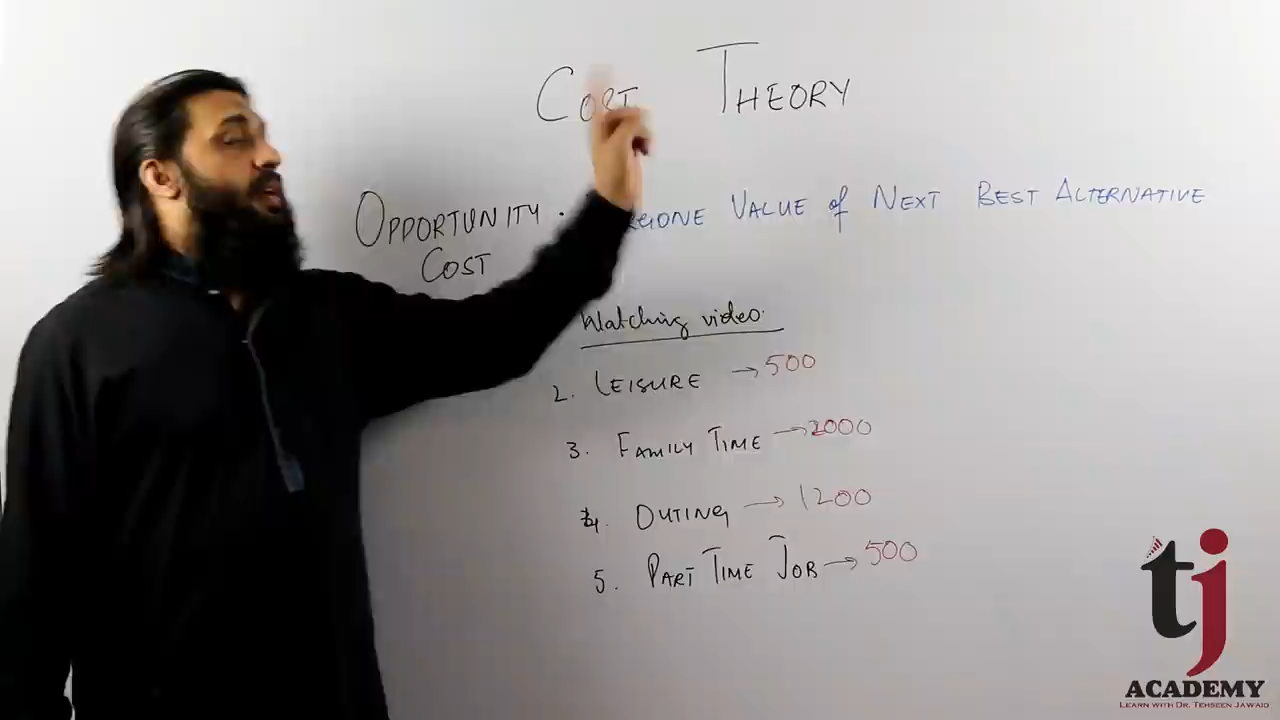 COST THEORY
OPPORTUNITY . VALUE of NEXT BEST ALTERNATIVE
COST
Watching video.
2. LEISURE → 500
3. FAMILY TIME → 2000
4. OUTING → 1200
5. PART TIME JOB → 500
tj
ACADEMY
LEARN WITH DR. TEHSEEN JAWAID